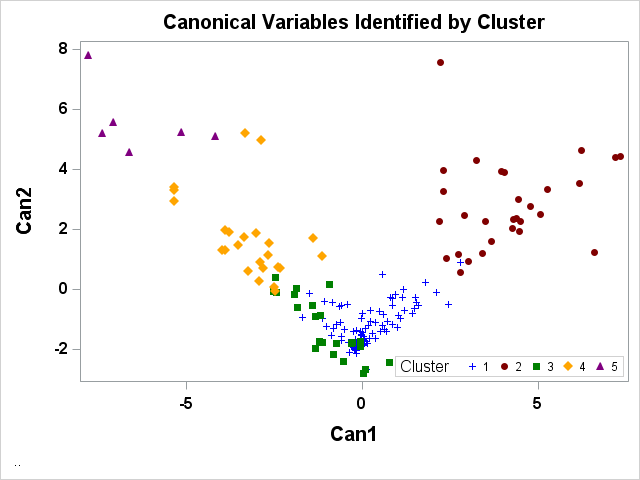 Canonical Variables Identified by Cluster
8
6
4
2
0
-2
Can2
-5 0 5
Can1
Cluster 1 2 3 4 5
..